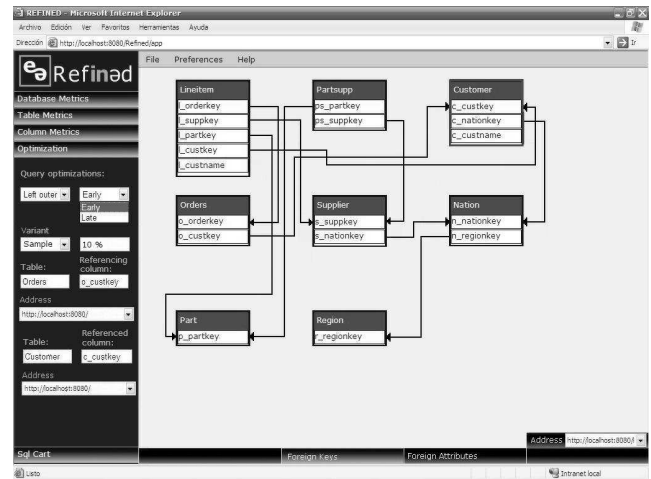 REFINED - Microsoft Internet Explorer
Archivo Edición Ver Favoritos Herramientas Ayuda
Dirección http://localhost:8080/Refined/app Ir
Refinəd
File Preferences Help
Database Metrics
Table Metrics
Column Metrics
Optimization
Query optimizations:
Left outer Early
Early
Late
Variant
Sample 10 %
Table: Referencing column:
Orders o_custkey
Address
http://localhost:8080/
Table: Referenced column:
Customer c_custkey
Address
http://localhost:8080/
Sql Cart
Lineitem
l_orderkey
l_suppkey
l_partkey
l_custkey
l_custname
Partsupp
ps_partkey
ps_suppkey
Customer
c_custkey
c_nationkey
c_custname
Orders
o_orderkey
o_custkey
Supplier
s_suppkey
s_nationkey
Nation
n_nationkey
n_regionkey
Part
p_partkey
Region
r_regionkey
Address http://localhost:8080/
Foreign Keys
Foreign Attributes
Listo
Intranet local